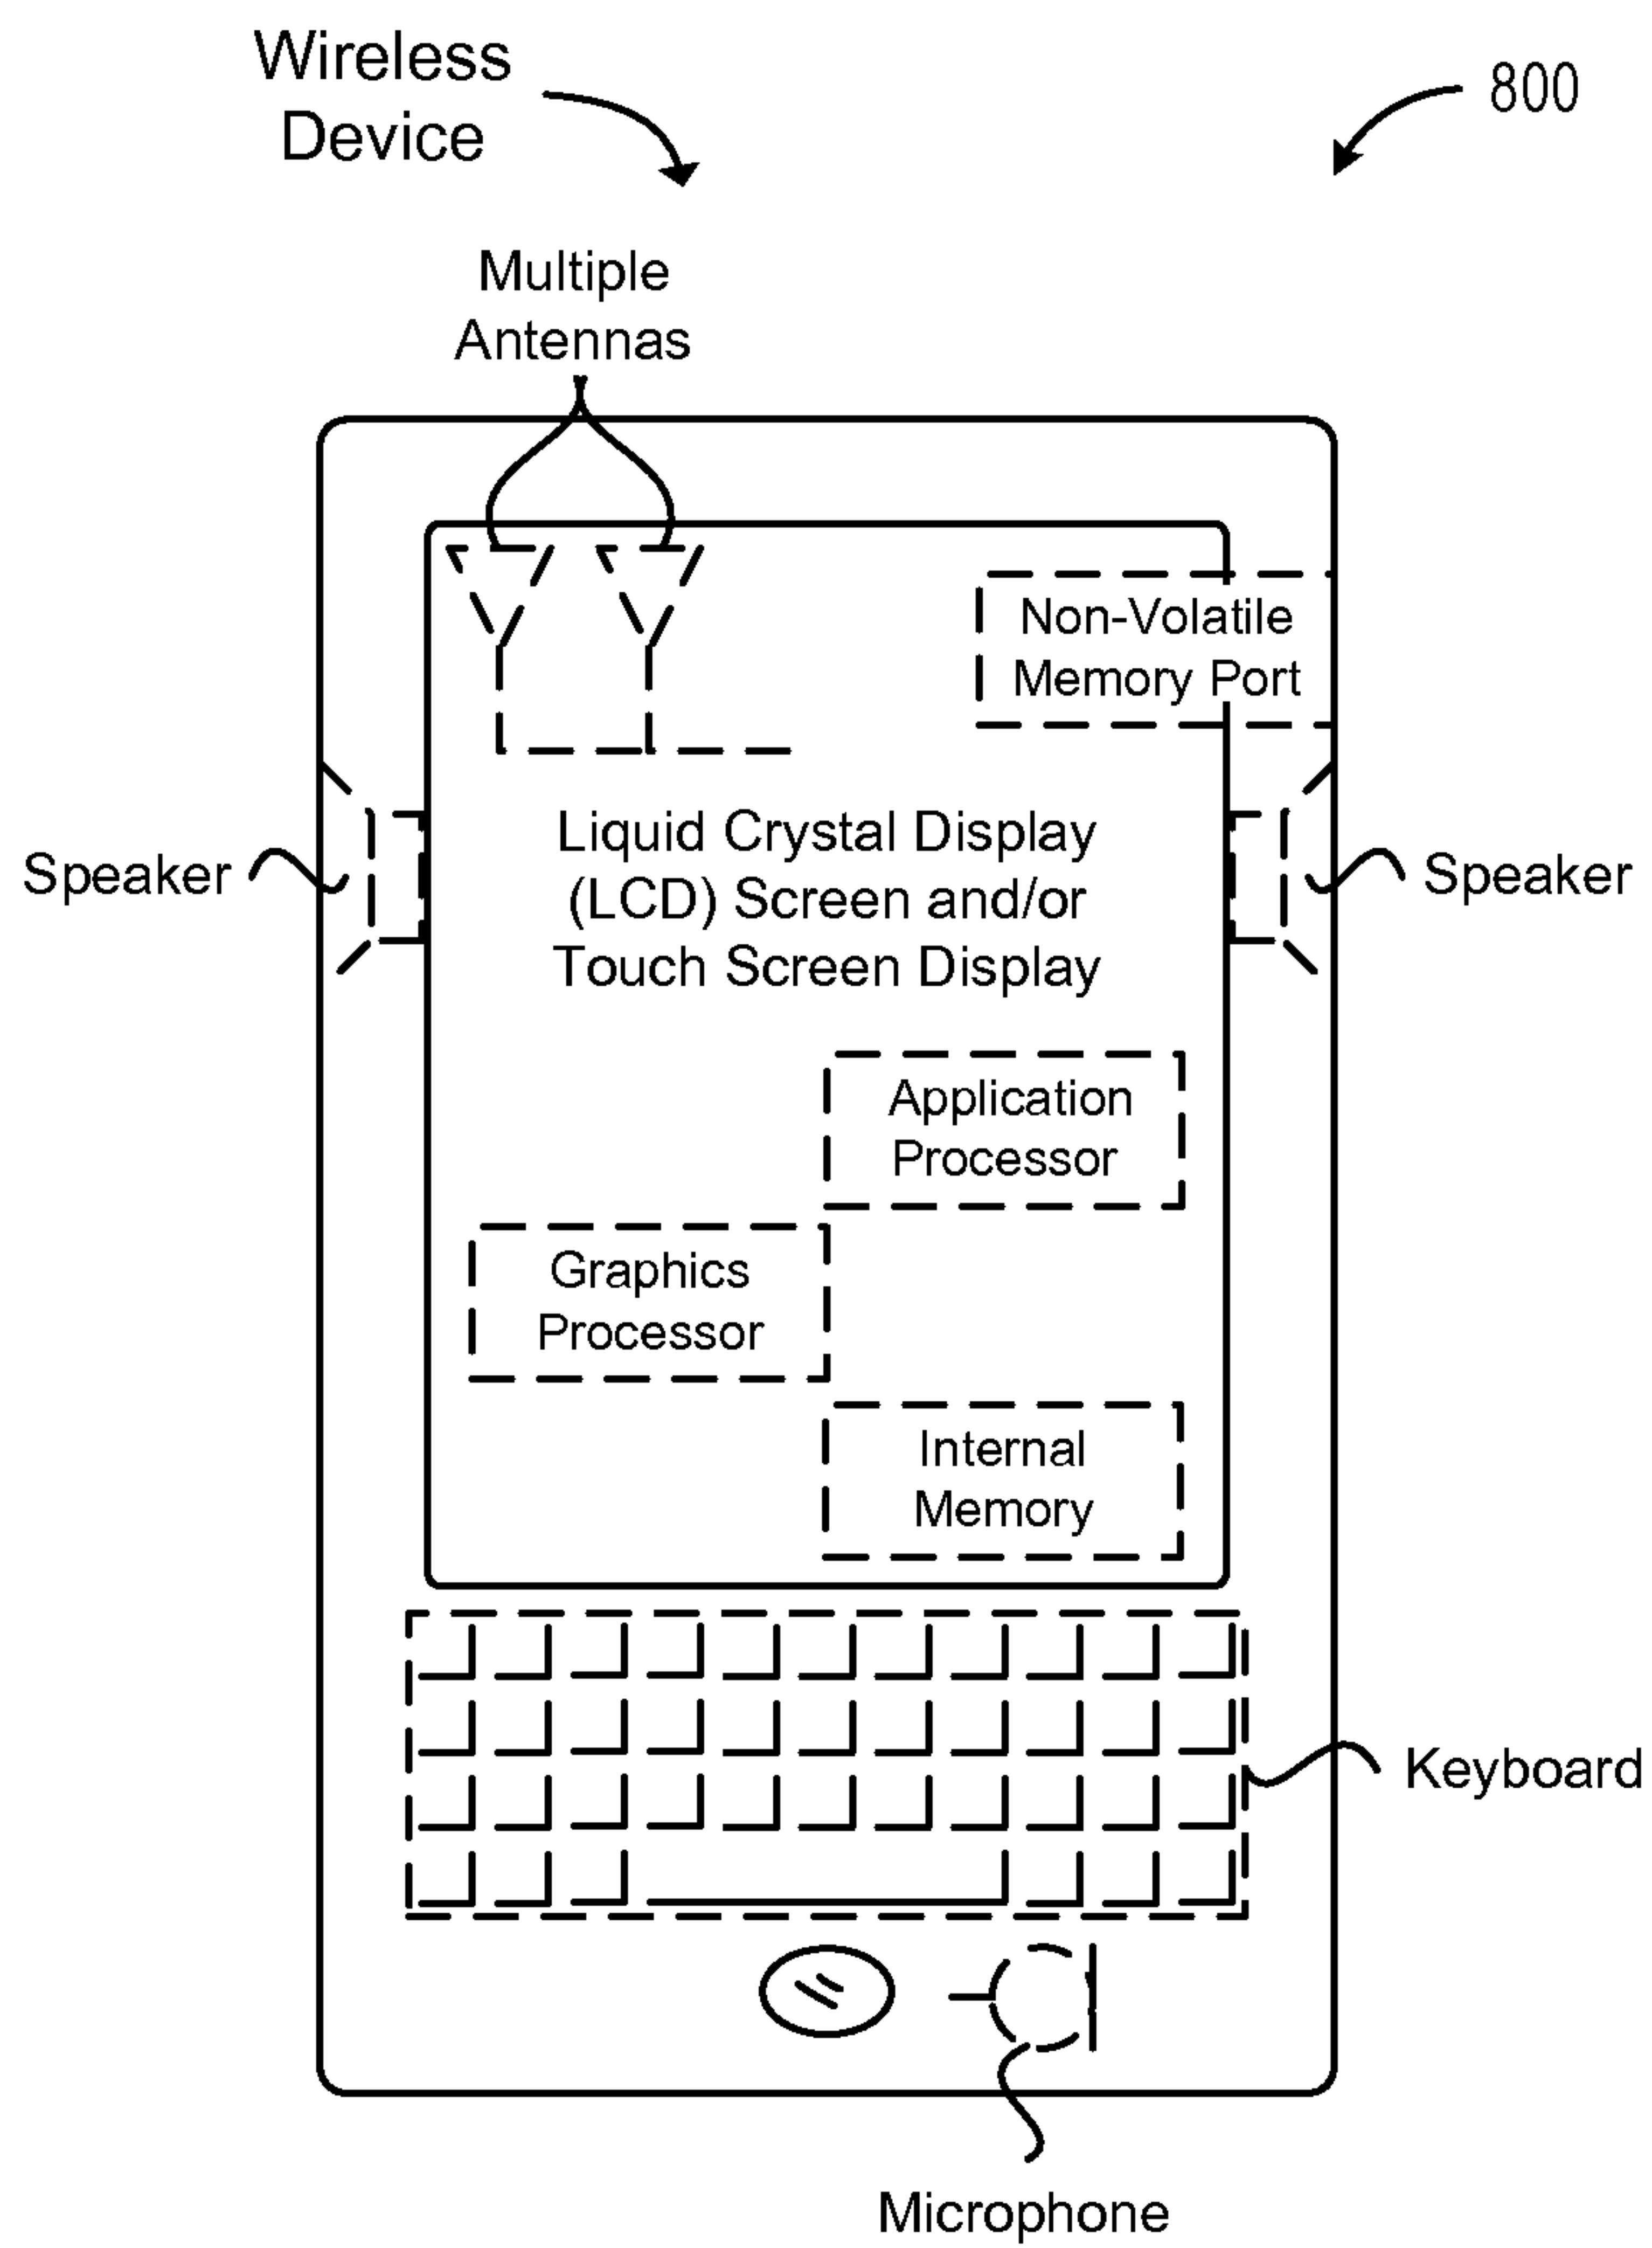 Wireless
Device
800
Multiple
Antennas
Non-Volatile
Memory Port
Speaker
Liquid Crystal Display
(LCD) Screen and/or
Touch Screen Display
Speaker
Application
Processor
Graphics
Processor
Internal
Memory
Keyboard
Microphone